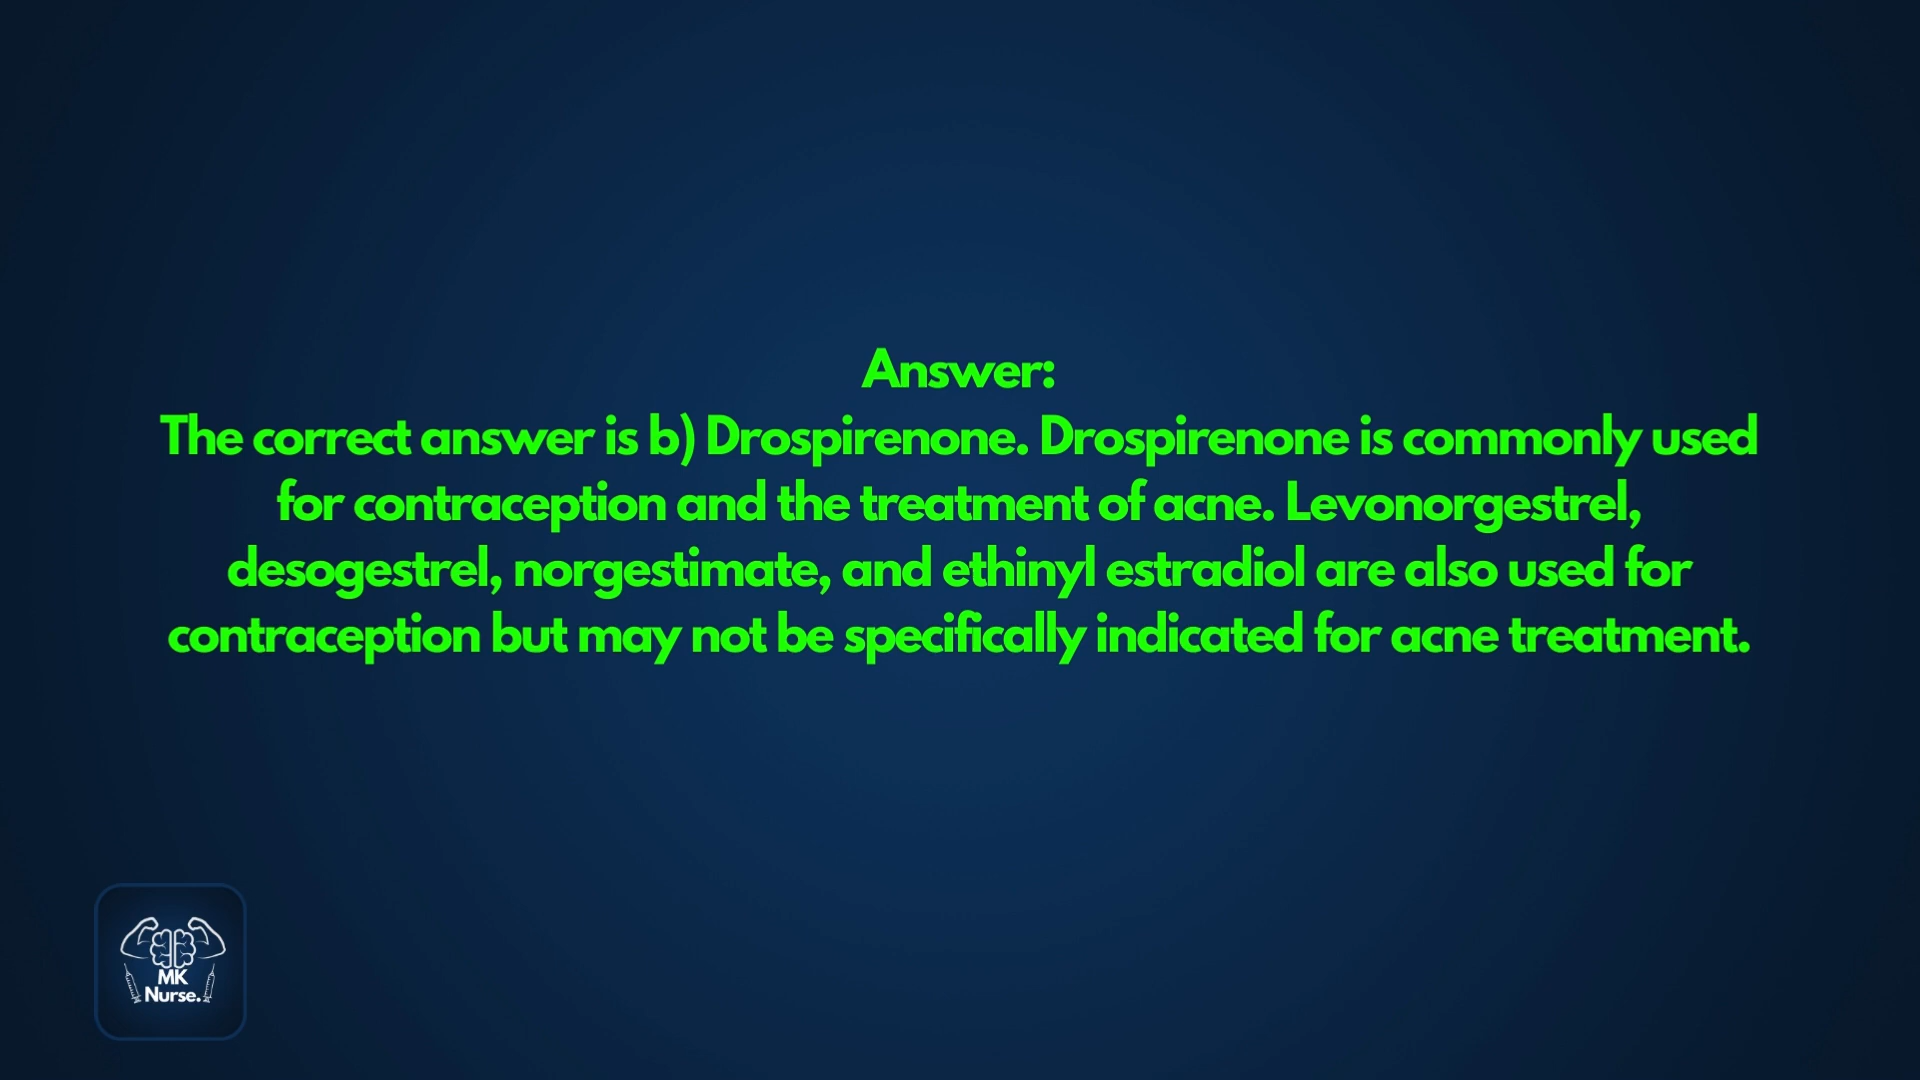 Answer:
The correct answer is b) Drospirenone. Drospirenone is commonly used
for contraception and the treatment of acne. Levonorgestrel,
desogestrel, norgestimate, and ethinyl estradiol are also used for
contraception but may not be specifically indicated for acne treatment.
MK
Nurse.